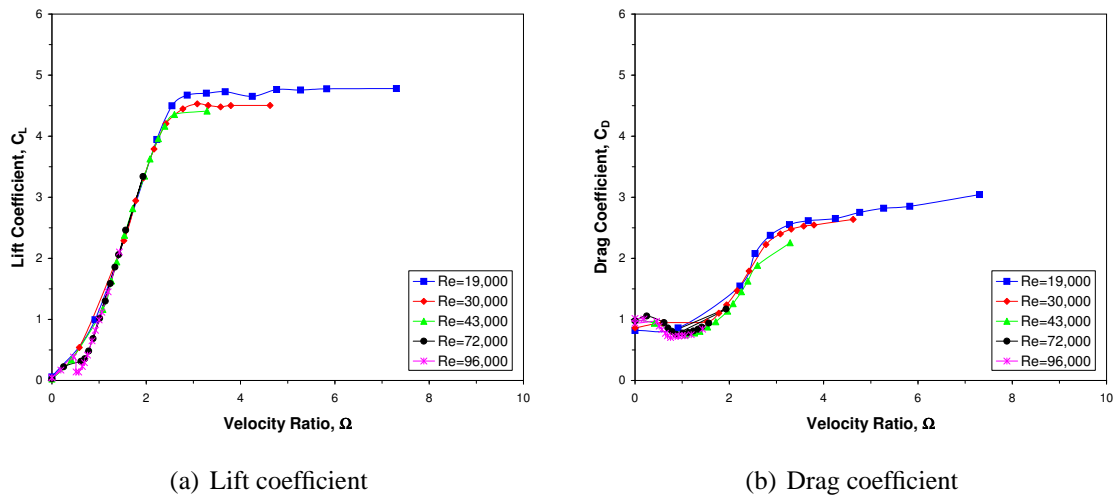 6
5
4
3
2
1
0
Lift Coefficient, C_L
0 2 4 6 8 10
Velocity Ratio, Ω
Re=19,000
Re=30,000
Re=43,000
Re=72,000
Re=96,000
(a) Lift coefficient
6
5
4
3
2
1
0
Drag Coefficient, C_D
0 2 4 6 8 10
Velocity Ratio, Ω
Re=19,000
Re=30,000
Re=43,000
Re=72,000
Re=96,000
(b) Drag coefficient